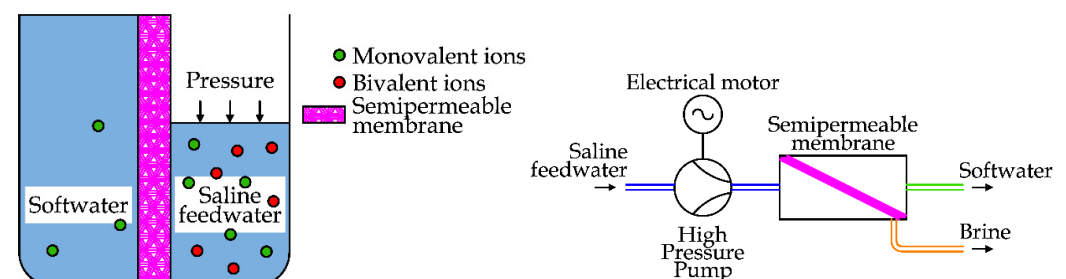 Monovalent ions
Bivalent ions
Semipermeable
membrane
Pressure
Softwater
Saline
feedwater
Electrical motor
Saline
feedwater
High
Pressure
Pump
Semipermeable
membrane
Softwater
Brine